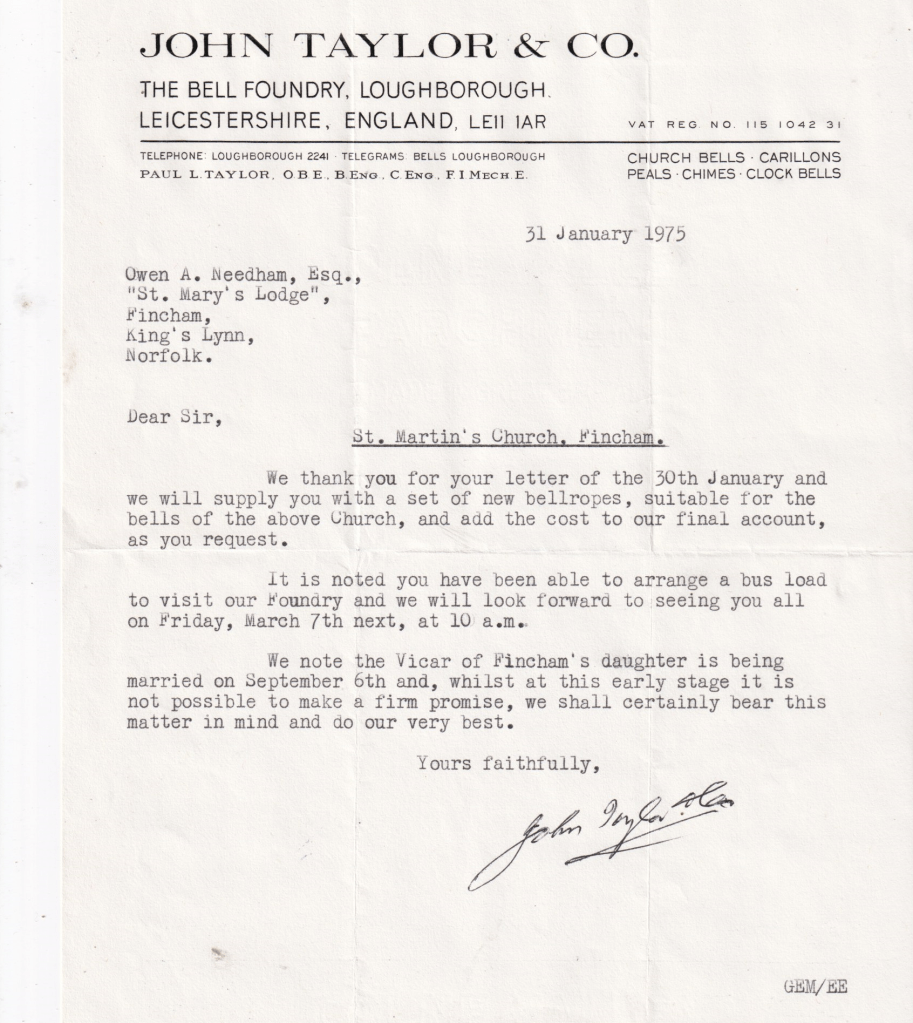 JOHN TAYLOR & CO.
THE BELL FOUNDRY, LOUGHBOROUGH.
LEICESTERSHIRE, ENGLAND, LE11 1AR
VAT REG. NO. 115 1042 31
TELEPHONE: LOUGHBOROUGH 2241 · TELEGRAMS BELLS LOUGHBOROUGH
PAUL L. TAYLOR, O B E., B.ENG., C ENG., F I MECH.E.
CHURCH BELLS · CARILLONS
PEALS · CHIMES · CLOCK BELLS
31 January 1975
Owen A. Needham, Esq.,
"St. Mary's Lodge",
Fincham,
King's Lynn,
Norfolk.
Dear Sir,
St. Martin's Church, Fincham.
We thank you for your letter of the 30th January and
we will supply you with a set of new bellropes, suitable for the
bells of the above Church, and add the cost to our final account,
as you request.
It is noted you have been able to arrange a bus load
to visit our Foundry and we will look forward to seeing you all
on Friday, March 7th next, at 10 a.m.
We note the Vicar of Fincham's daughter is being
married on September 6th and, whilst at this early stage it is
not possible to make a firm promise, we shall certainly bear this
matter in mind and do our very best.
Yours faithfully,
John Taylor & Co
GEM/EE